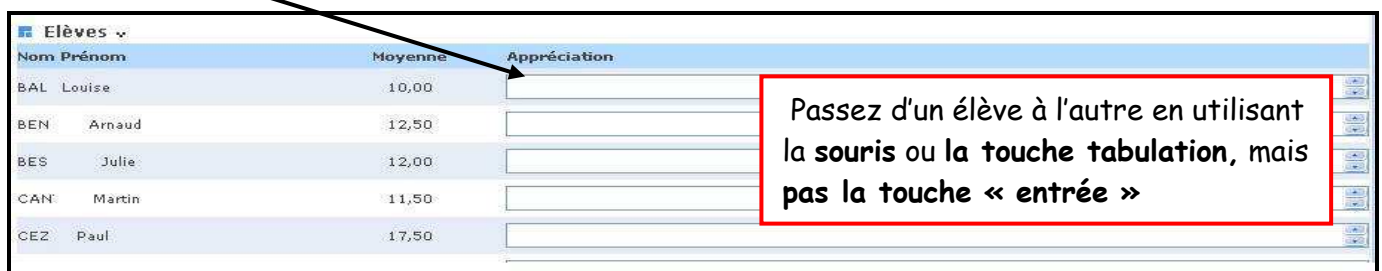 Elèves
Nom Prénom Moyenne Appréciation
BAL Louise 10,00
BEN Arnaud 12,50
BES Julie 12,00
CAN Martin 11,50
CEZ Paul 17,50
Passez d'un élève à l'autre en utilisant
la souris ou la touche tabulation, mais
pas la touche « entrée »